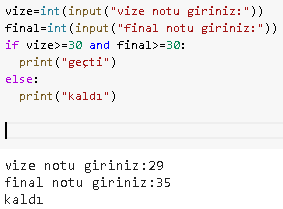 vize=int(input("vize notu giriniz:"))
final=int(input("final notu giriniz:"))
if vize>=30 and final>=30:
  print("geçti")
else:
  print("kaldı")
vize notu giriniz:29
final notu giriniz:35
kaldı